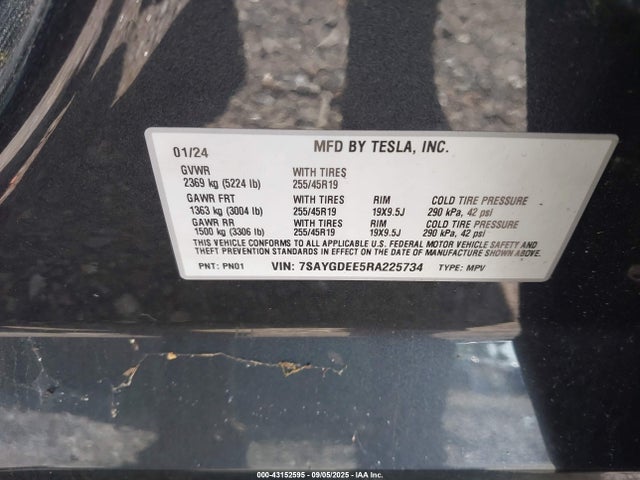 01/24 MFD BY TESLA, INC.
GVWR WITH TIRES
2369 kg (5224 lb) 255/45R19
GAWR FRT WITH TIRES RIM COLD TIRE PRESSURE
1363 kg (3004 lb) 255/45R19 19X9.5J 290 kPa, 42 psi
GAWR RR WITH TIRES RIM COLD TIRE PRESSURE
1500 kg (3306 lb) 255/45R19 19X9.5J 290 kPa, 42 psi
THIS VEHICLE CONFORMS TO ALL APPLICABLE U.S. FEDERAL MOTOR VEHICLE SAFETY AND
THEFT PREVENTION STANDARDS IN EFFECT ON THE DATE OF MANUFACTURE SHOWN ABOVE.
PNT: PN01 VIN: 7SAYGDEE5RA225734 TYPE: MPV
000-43152595 - 09/05/2025 - IAA Inc.